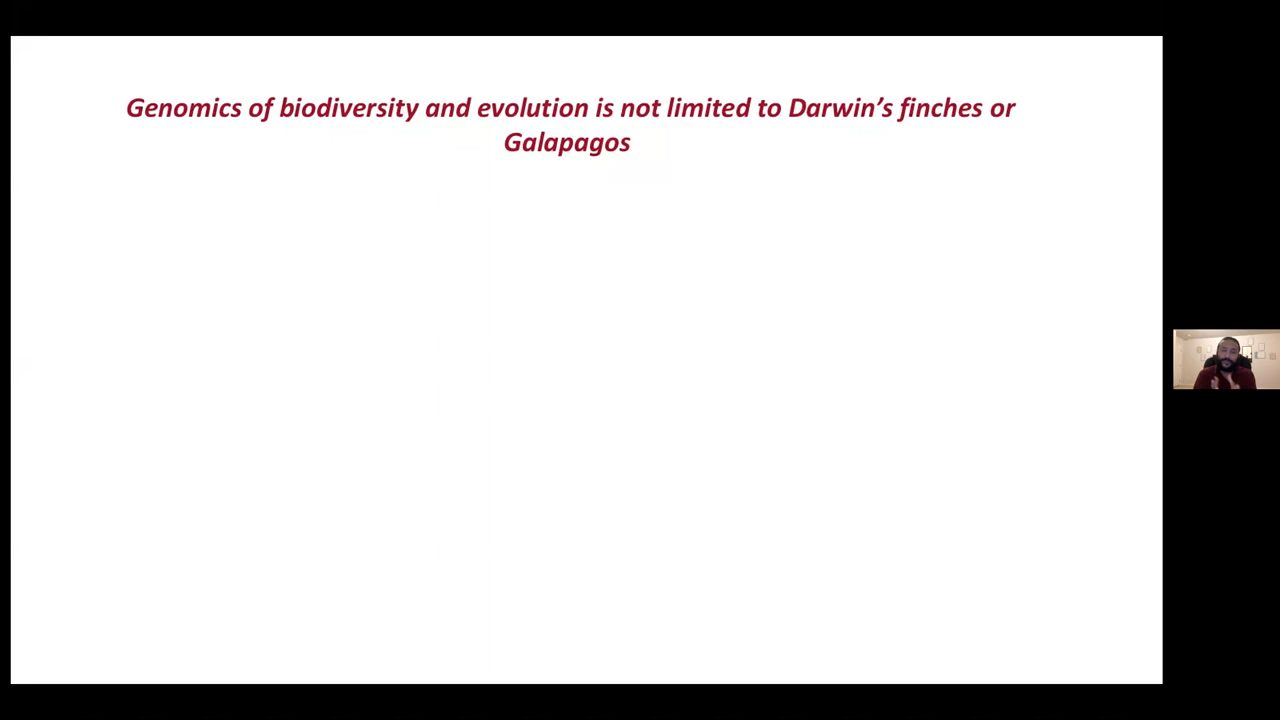 Genomics of biodiversity and evolution is not limited to Darwin’s finches or
Galapagos